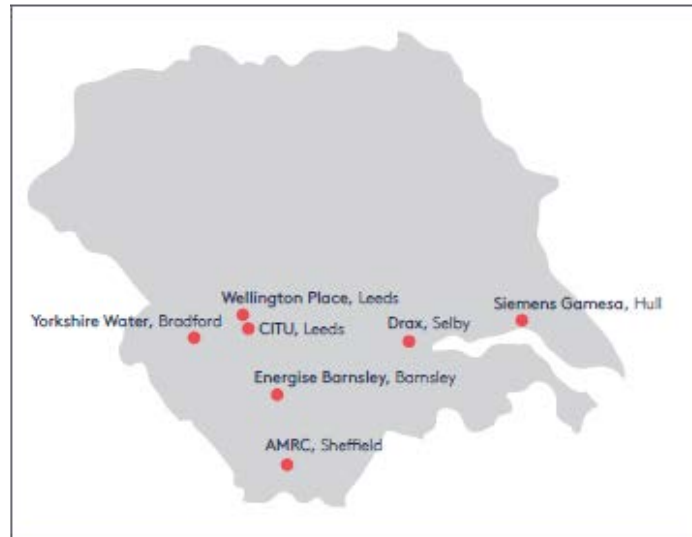 Wellington Place, Leeds
Siemens Gamesa, Hull
Yorkshire Water, Bradford
CITU, Leeds
Drax, Selby
Energise Barnsley, Barnsley
AMRC, Sheffield